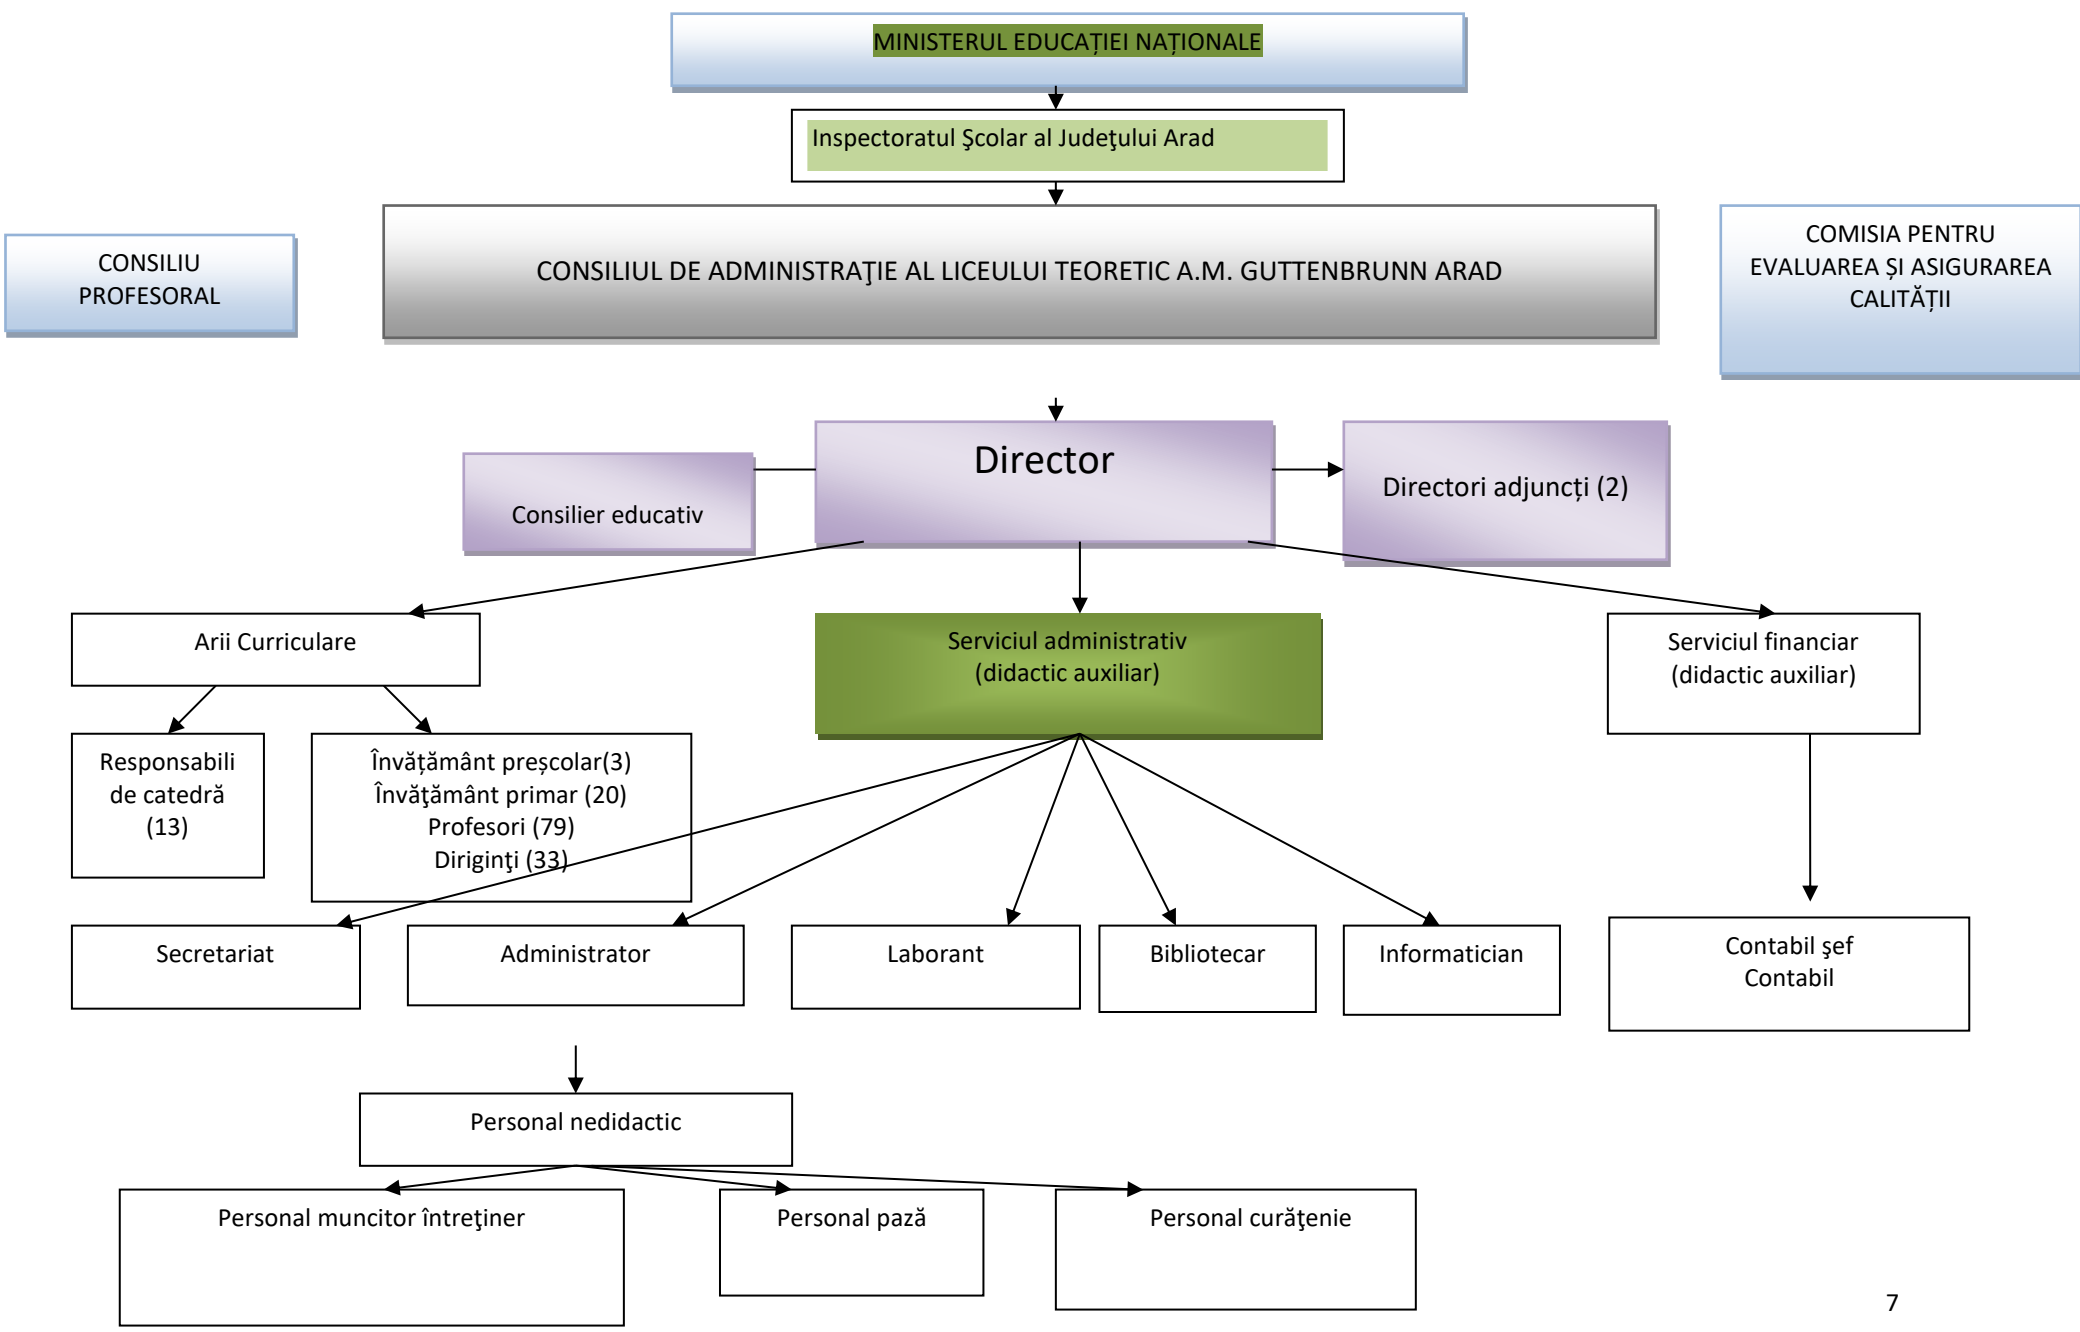 MINISTERUL EDUCAȚIEI NAȚIONALE
Inspectoratul Şcolar al Judeţului Arad
CONSILIU
PROFESORAL
CONSILIUL DE ADMINISTRAŢIE AL LICEULUI TEORETIC A.M. GUTTENBRUNN ARAD
COMISIA PENTRU
EVALUAREA ȘI ASIGURAREA
CALITĂȚII
Consilier educativ
Director
Directori adjuncți (2)
Arii Curriculare
Serviciul administrativ
(didactic auxiliar)
Serviciul financiar
(didactic auxiliar)
Responsabili
de catedră
(13)
Învățământ preșcolar(3)
Învăţământ primar (20)
Profesori (79)
Diriginţi (33)
Secretariat
Administrator
Laborant
Bibliotecar
Informatician
Contabil şef
Contabil
Personal nedidactic
Personal muncitor întreţiner
Personal pază
Personal curăţenie
7